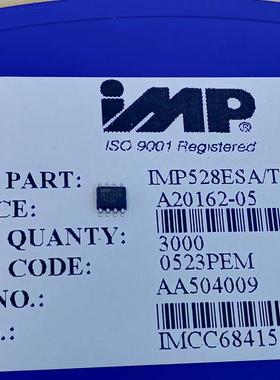 imp®
ISO 9001 Registered
PART: IMP528ESA/T
CE: A20162-05
QUANTY: 3000
CODE: 0523PEM
NO.: AA504009
.: IMCC68415